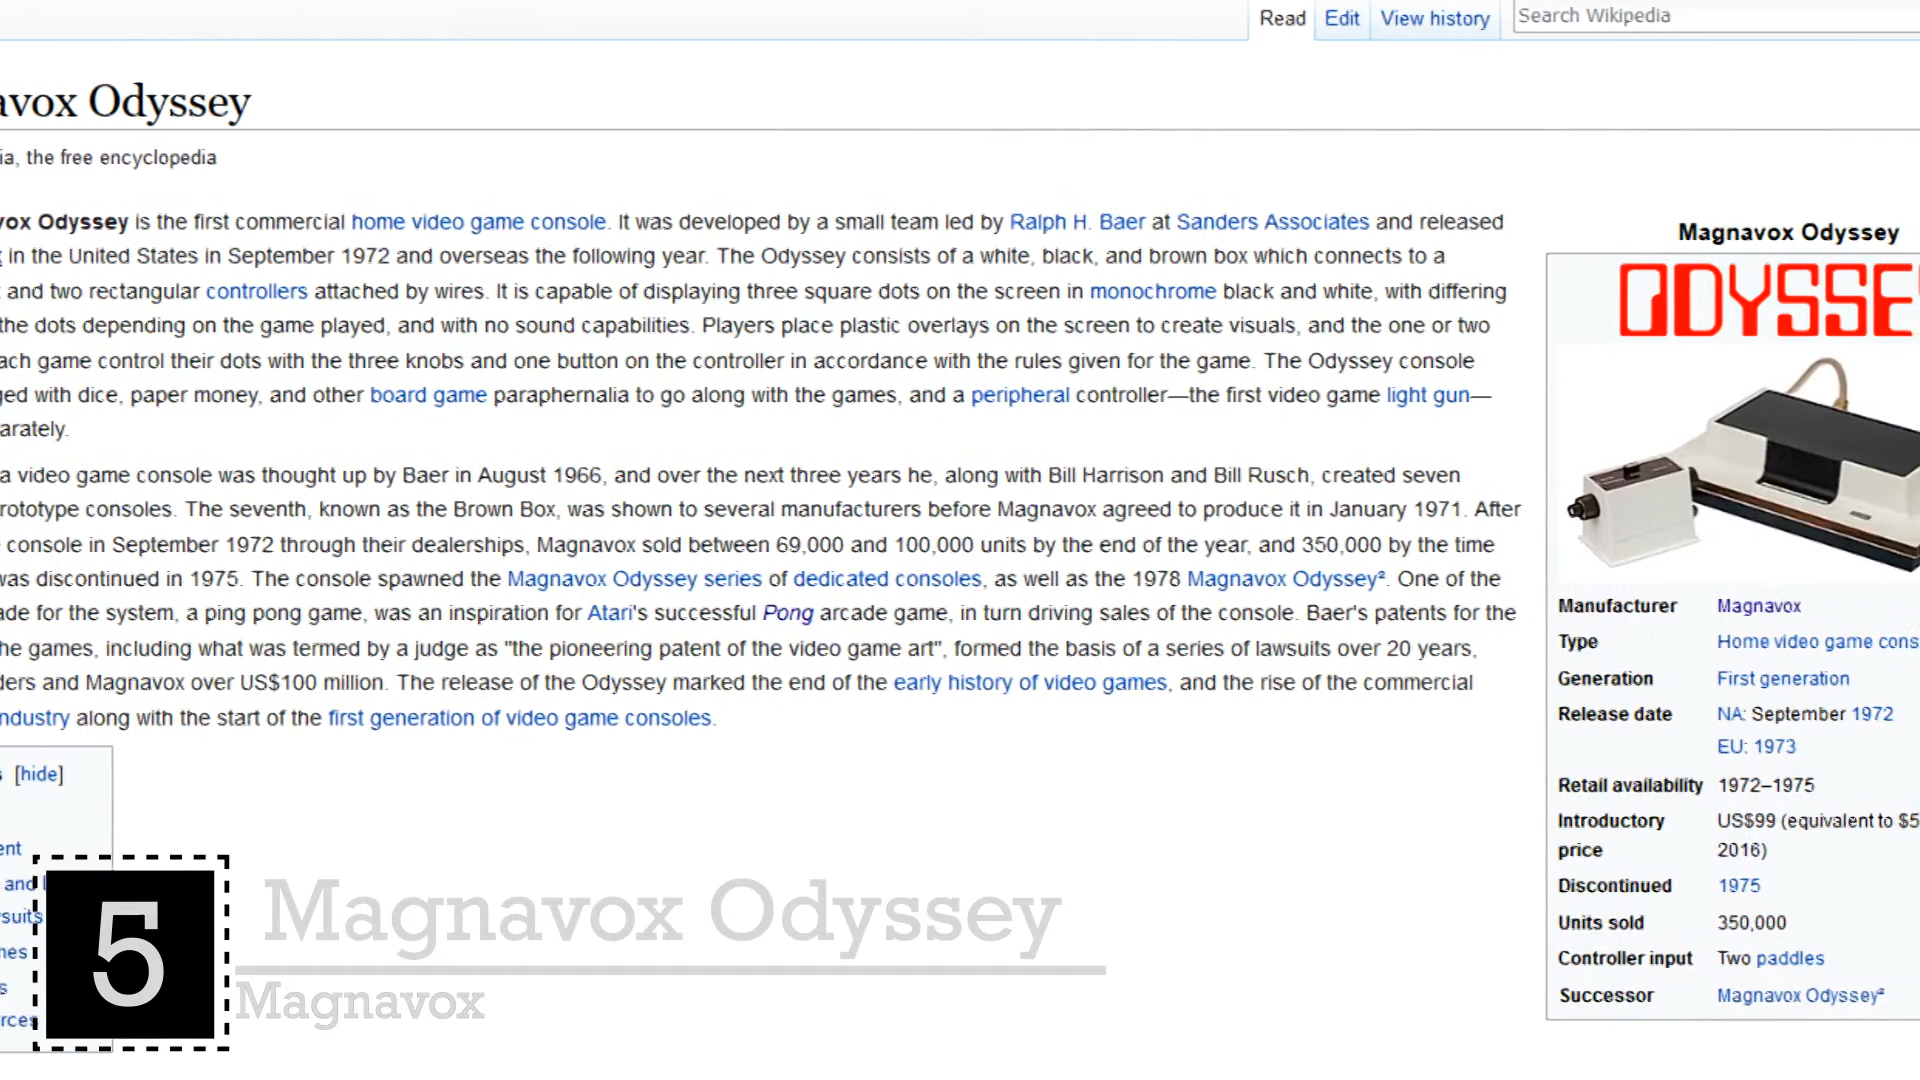 Read Edit View history Search Wikipedia
avox Odyssey
ia, the free encyclopedia
vox Odyssey is the first commercial home video game console. It was developed by a small team led by Ralph H. Baer at Sanders Associates and released
in the United States in September 1972 and overseas the following year. The Odyssey consists of a white, black, and brown box which connects to a
and two rectangular controllers attached by wires. It is capable of displaying three square dots on the screen in monochrome black and white, with differing
the dots depending on the game played, and with no sound capabilities. Players place plastic overlays on the screen to create visuals, and the one or two
ach game control their dots with the three knobs and one button on the controller in accordance with the rules given for the game. The Odyssey console
ged with dice, paper money, and other board game paraphernalia to go along with the games, and a peripheral controller—the first video game light gun—
arately.
a video game console was thought up by Baer in August 1966, and over the next three years he, along with Bill Harrison and Bill Rusch, created seven
rototype consoles. The seventh, known as the Brown Box, was shown to several manufacturers before Magnavox agreed to produce it in January 1971. After
console in September 1972 through their dealerships, Magnavox sold between 69,000 and 100,000 units by the end of the year, and 350,000 by the time
was discontinued in 1975. The console spawned the Magnavox Odyssey series of dedicated consoles, as well as the 1978 Magnavox Odyssey². One of the
ade for the system, a ping pong game, was an inspiration for Atari's successful Pong arcade game, in turn driving sales of the console. Baer's patents for the
he games, including what was termed by a judge as "the pioneering patent of the video game art", formed the basis of a series of lawsuits over 20 years,
ders and Magnavox over US$100 million. The release of the Odyssey marked the end of the early history of video games, and the rise of the commercial
ndustry along with the start of the first generation of video game consoles.
s [hide]
ent
and
suits
nes
s
rces
5
Magnavox Odyssey
Magnavox
Magnavox Odyssey
ODYSSEY
Manufacturer Magnavox
Type Home video game cons
Generation First generation
Release date NA: September 1972
EU: 1973
Retail availability 1972–1975
Introductory US$99 (equivalent to $5
price 2016)
Discontinued 1975
Units sold 350,000
Controller input Two paddles
Successor Magnavox Odyssey²